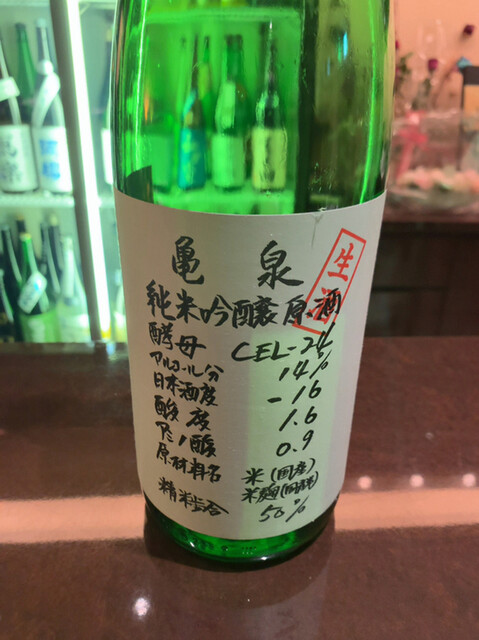 亀泉
生酒
純米吟醸原酒
酵母 CEL-24
アルコール分 14%
日本酒度 -16
酸度 1.6
アミノ酸 0.9
原材料名 米(国産)
米麹(国産)
精米歩合 50%